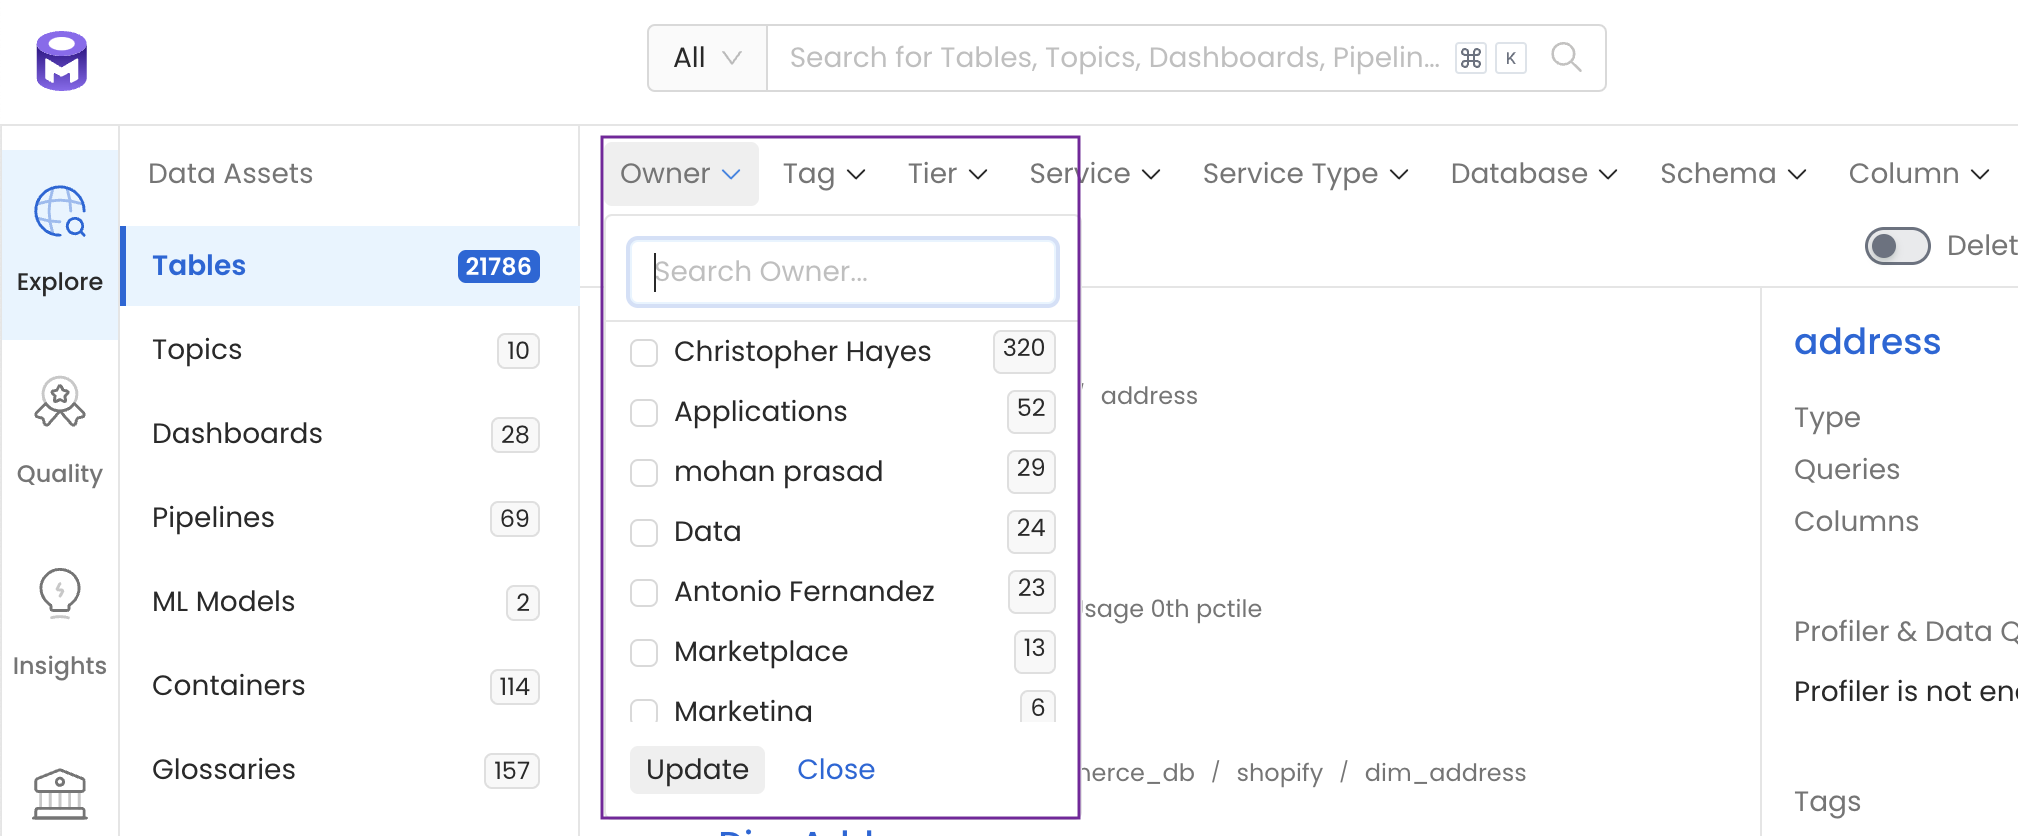 All
Search for Tables, Topics, Dashboards, Pipelin... ⌘ K
Explore
Quality
Insights
Data Assets
Tables 21786
Topics 10
Dashboards 28
Pipelines 69
ML Models 2
Containers 114
Glossaries 157
Owner Tag Tier Service Service Type Database Schema Column
Delet
Search Owner...
Christopher Hayes 320
Applications 52
mohan prasad 29
Data 24
Antonio Fernandez 23
Marketplace 13
Marketing 6
Update Close
/ address
sage 0th pctile
erce_db / shopify / dim_address
address
Type
Queries
Columns
Profiler & Data Q
Profiler is not en
Tags